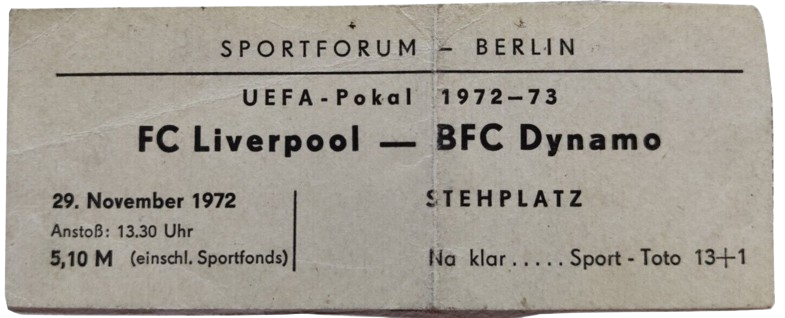 SPORTFORUM – BERLIN
UEFA-Pokal 1972–73
FC Liverpool — BFC Dynamo
29. November 1972
Anstoß: 13.30 Uhr
5,10 M (einschl. Sportfonds)
STEHPLATZ
Na klar..... Sport - Toto 13+1